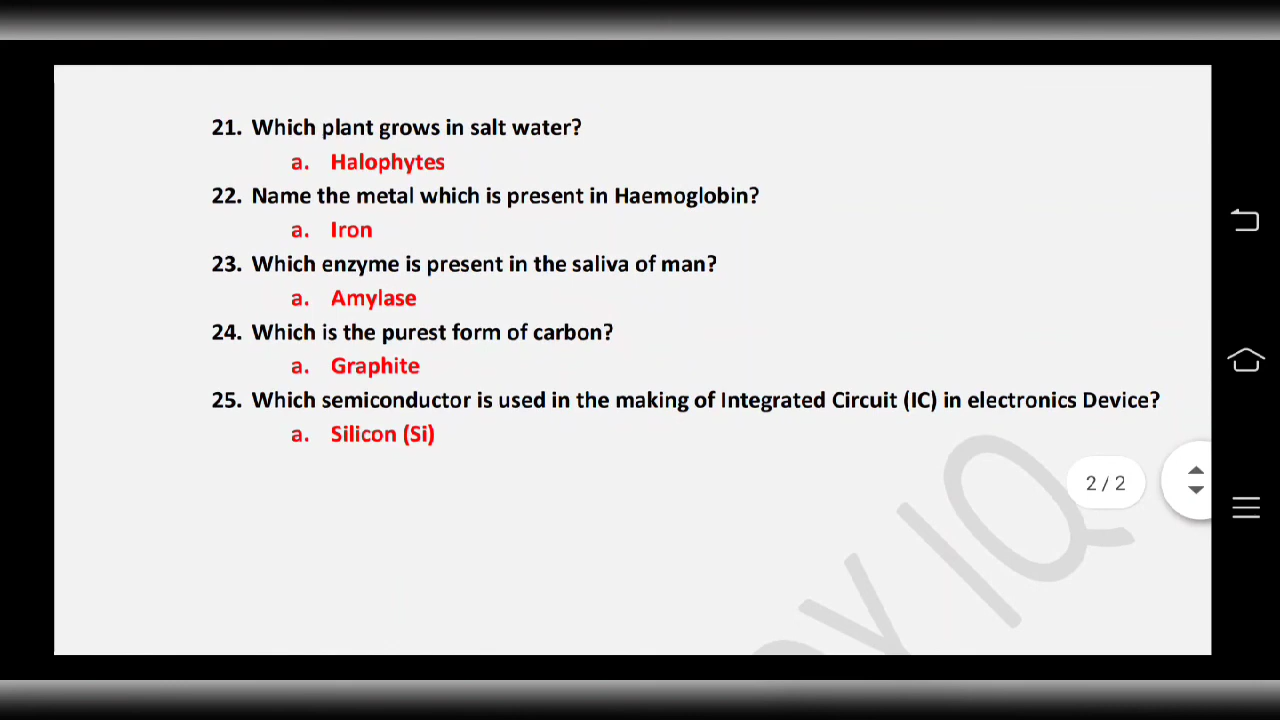 21. Which plant grows in salt water?
a. Halophytes
22. Name the metal which is present in Haemoglobin?
a. Iron
23. Which enzyme is present in the saliva of man?
a. Amylase
24. Which is the purest form of carbon?
a. Graphite
25. Which semiconductor is used in the making of Integrated Circuit (IC) in electronics Device?
a. Silicon (Si)
2 / 2
IQ